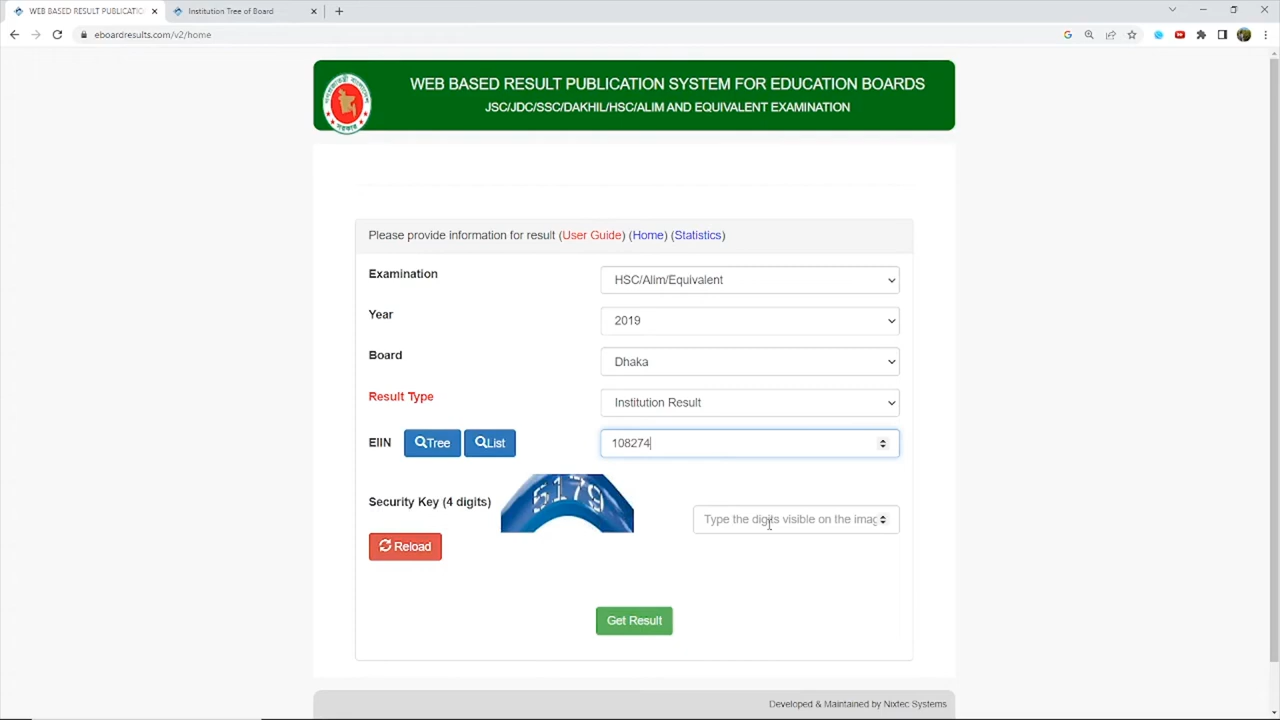 WEB BASED RESULT PUBLICATIO
Institution Tree of Board
eboardresults.com/v2/home
WEB BASED RESULT PUBLICATION SYSTEM FOR EDUCATION BOARDS
JSC/JDC/SSC/DAKHIL/HSC/ALIM AND EQUIVALENT EXAMINATION
Please provide information for result (User Guide) (Home) (Statistics)
Examination HSC/Alim/Equivalent
Year 2019
Board Dhaka
Result Type Institution Result
EIIN Tree List 108274
Security Key (4 digits) 5179 Type the digits visible on the imag
Reload
Get Result
Developed & Maintained by Nixtec Systems